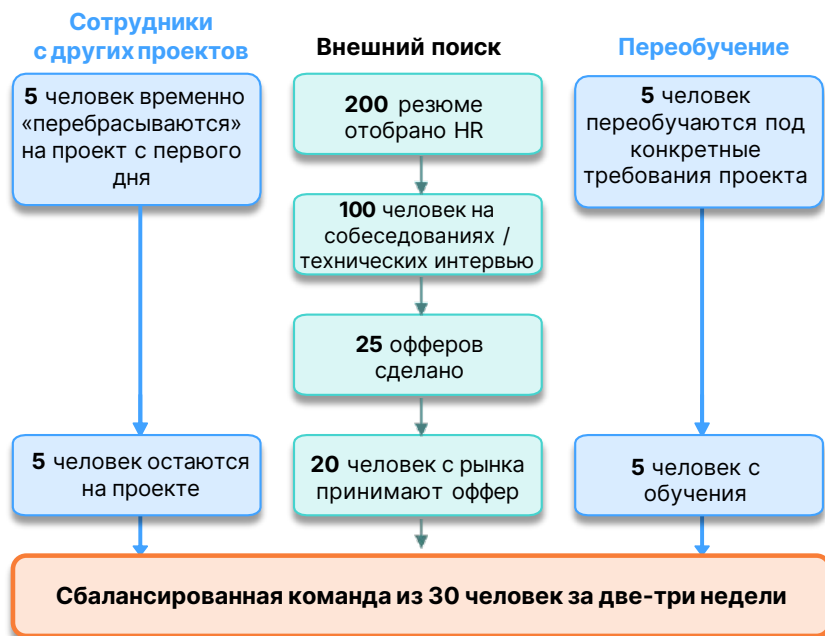 Сотрудники
с других проектов
5 человек временно
«перебрасываются»
на проект с первого
дня
5 человек остаются
на проекте
Внешний поиск
200 резюме
отобрано HR
100 человек на
собеседованиях /
технических интервью
25 офферов
сделано
20 человек с рынка
принимают оффер
Переобучение
5 человек
переобучаются под
конкретные
требования проекта
5 человек с
обучения
Сбалансированная команда из 30 человек за две-три недели